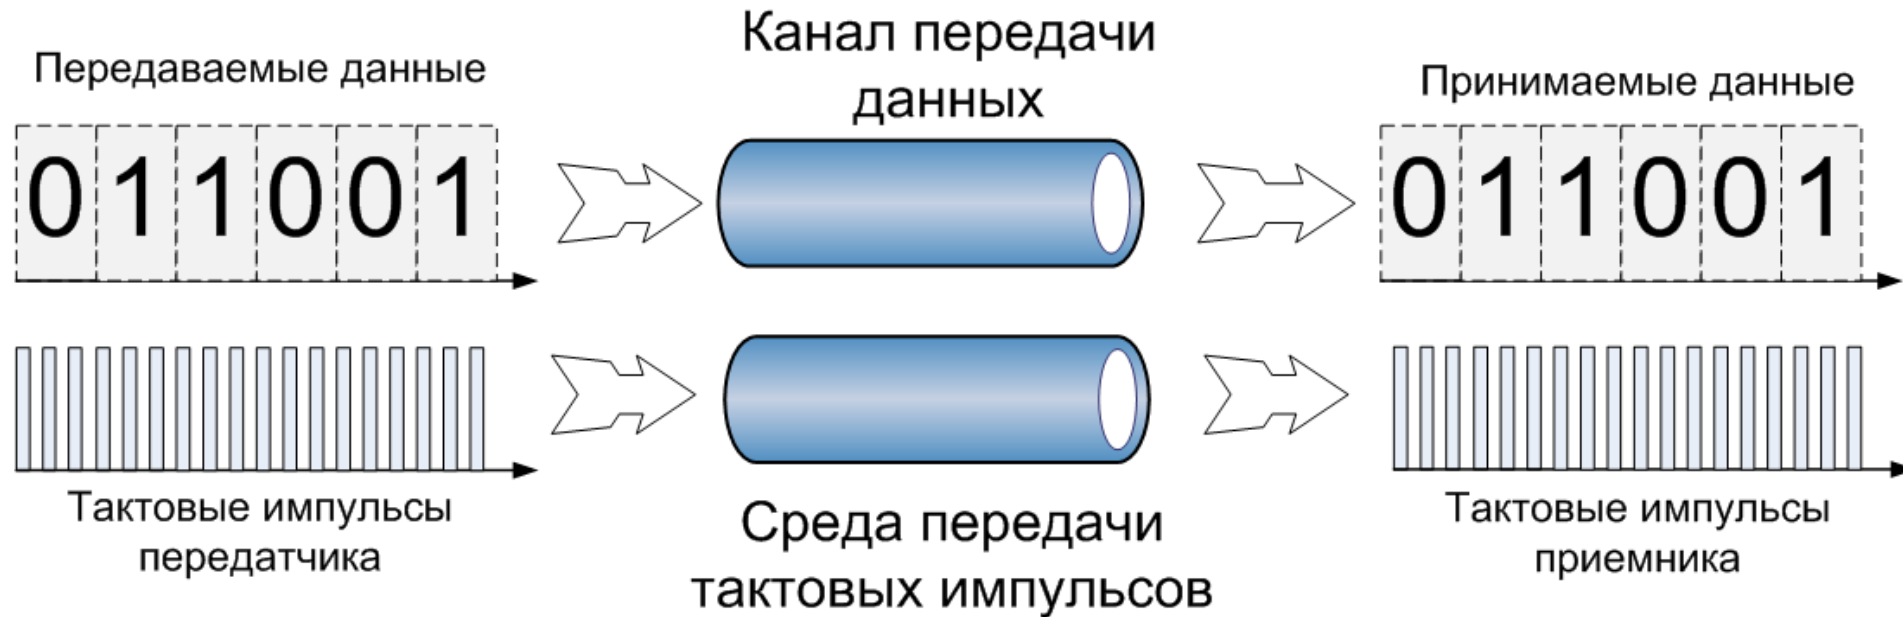 Канал передачи
данных
Передаваемые данные
Принимаемые данные
011001
011001
Тактовые импульсы
передатчика
Среда передачи
тактовых импульсов
Тактовые импульсы
приемника